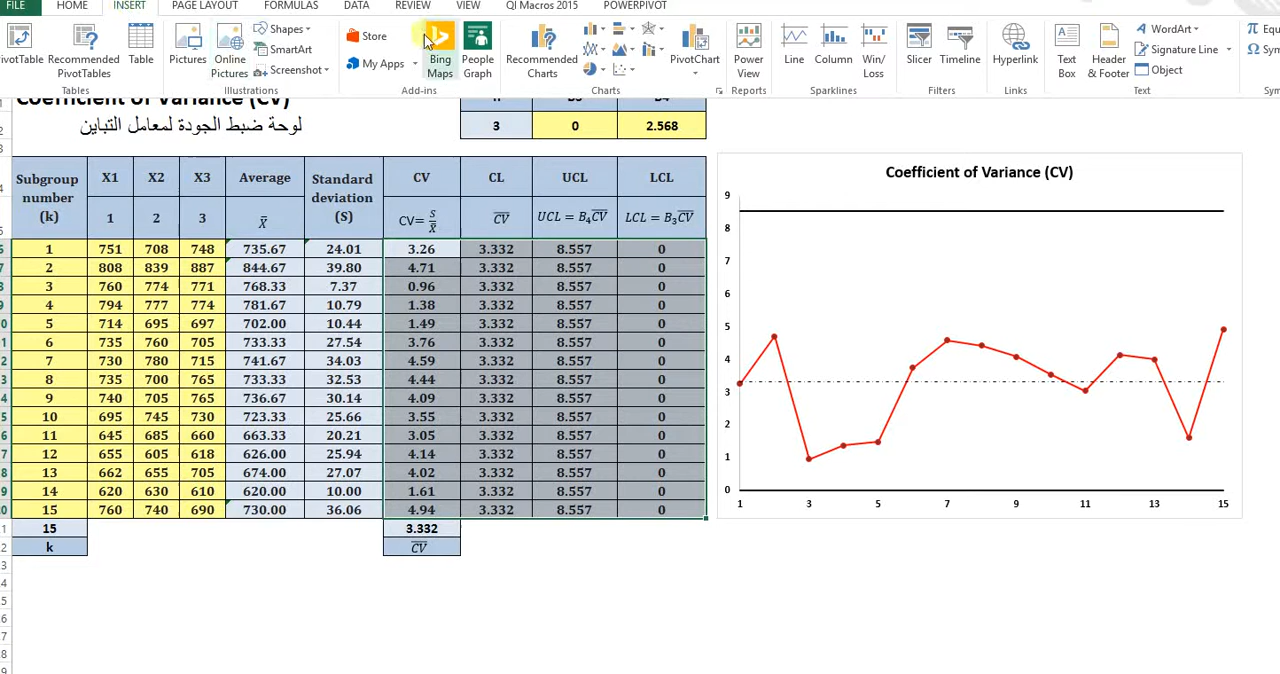 FILE HOME INSERT PAGE LAYOUT FORMULAS DATA REVIEW VIEW QI Macros 2015 POWERPIVOT
Recommended PivotTables
Table
Tables
Pictures
Online Pictures
Shapes
SmartArt
Screenshot
Illustrations
Store
My Apps
Bing Maps
People Graph
Add-ins
Recommended Charts
PivotChart
Charts
Power View
Reports
Line
Column
Win/ Loss
Sparklines
Slicer
Timeline
Filters
Hyperlink
Links
Text Box
Header & Footer
WordArt
Signature Line
Object
Text
Coefficient of Variance (CV)
لوحة ضبط الجودة لمعامل التباين
3 0 2.568
Subgroup number (k) X1 X2 X3 Average Standard deviation (S) CV CL UCL LCL
1 2 3 X̄ CV= S/X̄ C̅V̅ UCL = B₄C̅V̅ LCL = B₃C̅V̅
1 751 708 748 735.67 24.01 3.26 3.332 8.557 0
2 808 839 887 844.67 39.80 4.71 3.332 8.557 0
3 760 774 771 768.33 7.37 0.96 3.332 8.557 0
4 794 777 774 781.67 10.79 1.38 3.332 8.557 0
5 714 695 697 702.00 10.44 1.49 3.332 8.557 0
6 735 760 705 733.33 27.54 3.76 3.332 8.557 0
7 730 780 715 741.67 34.03 4.59 3.332 8.557 0
8 735 700 765 733.33 32.53 4.44 3.332 8.557 0
9 740 705 765 736.67 30.14 4.09 3.332 8.557 0
10 695 745 730 723.33 25.66 3.55 3.332 8.557 0
11 645 685 660 663.33 20.21 3.05 3.332 8.557 0
12 655 605 618 626.00 25.94 4.14 3.332 8.557 0
13 662 655 705 674.00 27.07 4.02 3.332 8.557 0
14 620 630 610 620.00 10.00 1.61 3.332 8.557 0
15 760 740 690 730.00 36.06 4.94 3.332 8.557 0
15 3.332
k C̅V̅
Coefficient of Variance (CV)
9
8
7
6
5
4
3
2
1
0
1 3 5 7 9 11 13 15